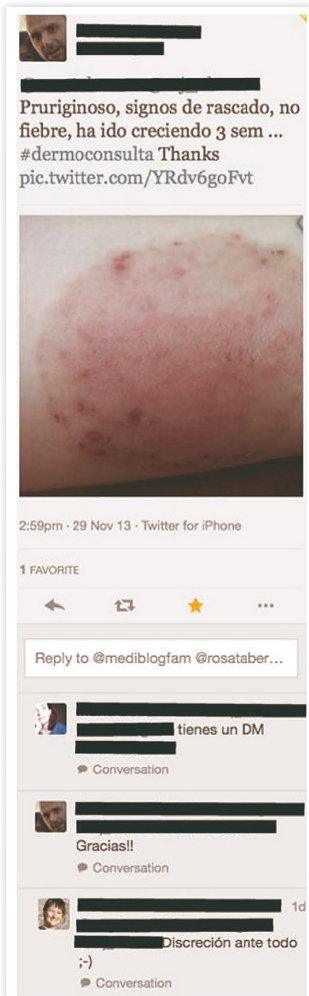 Pruriginoso, signos de rascado, no
fiebre, ha ido creciendo 3 sem ...
#dermoconsulta Thanks
pic.twitter.com/YRdv6goFvt
2:59pm · 29 Nov 13 · Twitter for iPhone
1 FAVORITE
Reply to @mediblogfam @rosataber...
tienes un DM
Conversation
Gracias!!
Conversation
1d
Discreción ante todo
;-)
Conversation